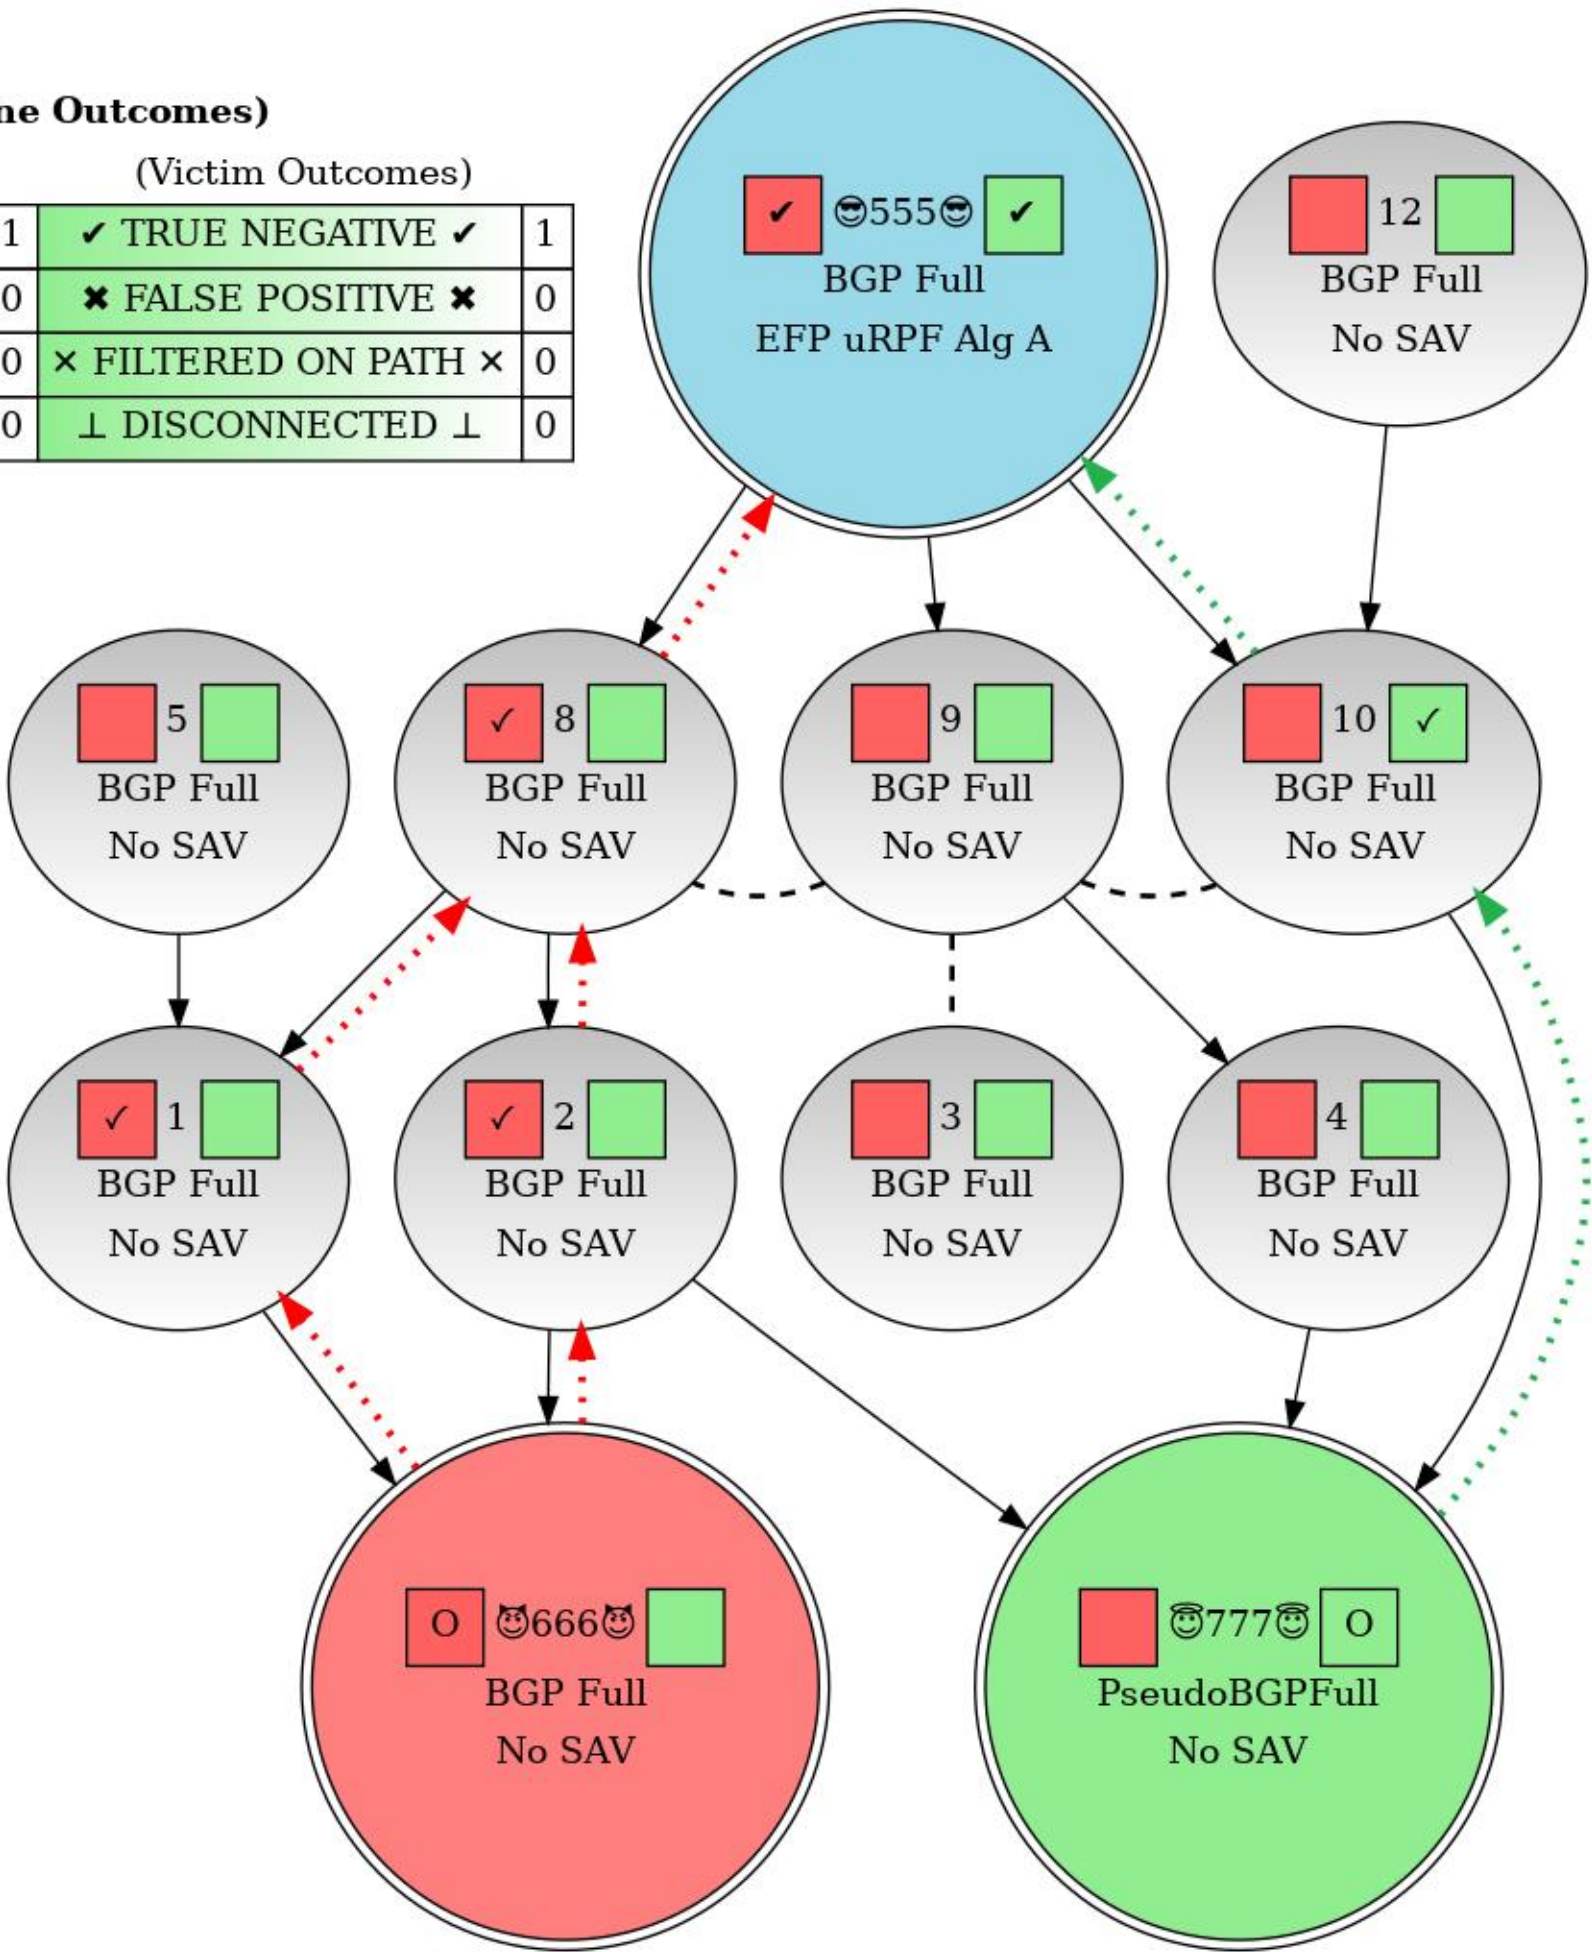 ne Outcomes)
(Victim Outcomes)
1 ✔ TRUE NEGATIVE ✔ 1
0 ✖ FALSE POSITIVE ✖ 0
0 ✕ FILTERED ON PATH ✕ 0
0 ⊥ DISCONNECTED ⊥ 0
✔ 😎555😎 ✔
BGP Full
EFP uRPF Alg A
12
BGP Full
No SAV
5
BGP Full
No SAV
✓ 8
BGP Full
No SAV
9
BGP Full
No SAV
10 ✓
BGP Full
No SAV
✓ 1
BGP Full
No SAV
✓ 2
BGP Full
No SAV
3
BGP Full
No SAV
4
BGP Full
No SAV
O 😈666😈
BGP Full
No SAV
😇777😇 O
PseudoBGPFull
No SAV